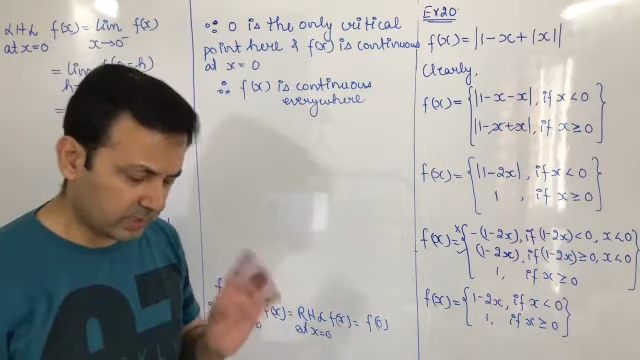 LHL f(x) = lim f(x)
at x=0 x→0⁻
= lim f(0-h)
=
∴ 0 is the only critical
point here & f(x) is continuous
at x = 0
∴ f(x) is continuous
everywhere
f(x) = RHL f(x) = f(0)
at x=0
Ex20:
f(x) = |1-x+|x||
Clearly,
f(x) = { |1-x-x|, if x<0
|1-x+x|, if x≥0 }
f(x) = { |1-2x|, if x<0
1, if x≥0 }
f(x) = { x -(1-2x), if (1-2x)<0, x<0
✓ (1-2x), if (1-2x)≥0, x<0
1, if x≥0 }
f(x) = { 1-2x, if x<0
1, if x≥0 }